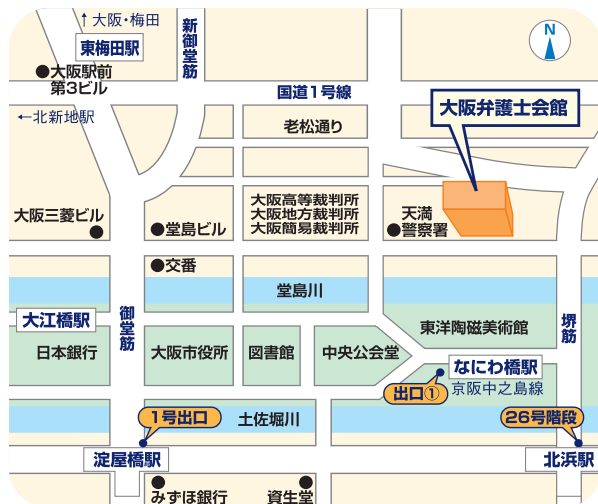 ↑大阪・梅田
東梅田駅
新御堂筋
N
●大阪駅前
第3ビル
国道1号線
←北新地駅
大阪弁護士会館
老松通り
大阪三菱ビル
●堂島ビル
大阪高等裁判所
大阪地方裁判所
大阪簡易裁判所
天満
●警察署
●交番
堂島川
大江橋駅
御堂筋
堺筋
東洋陶磁美術館
日本銀行
大阪市役所
図書館
中央公会堂
なにわ橋駅
京阪中之島線
出口①
1号出口
土佐堀川
26号階段
淀屋橋駅
北浜駅
みずほ銀行
資生堂